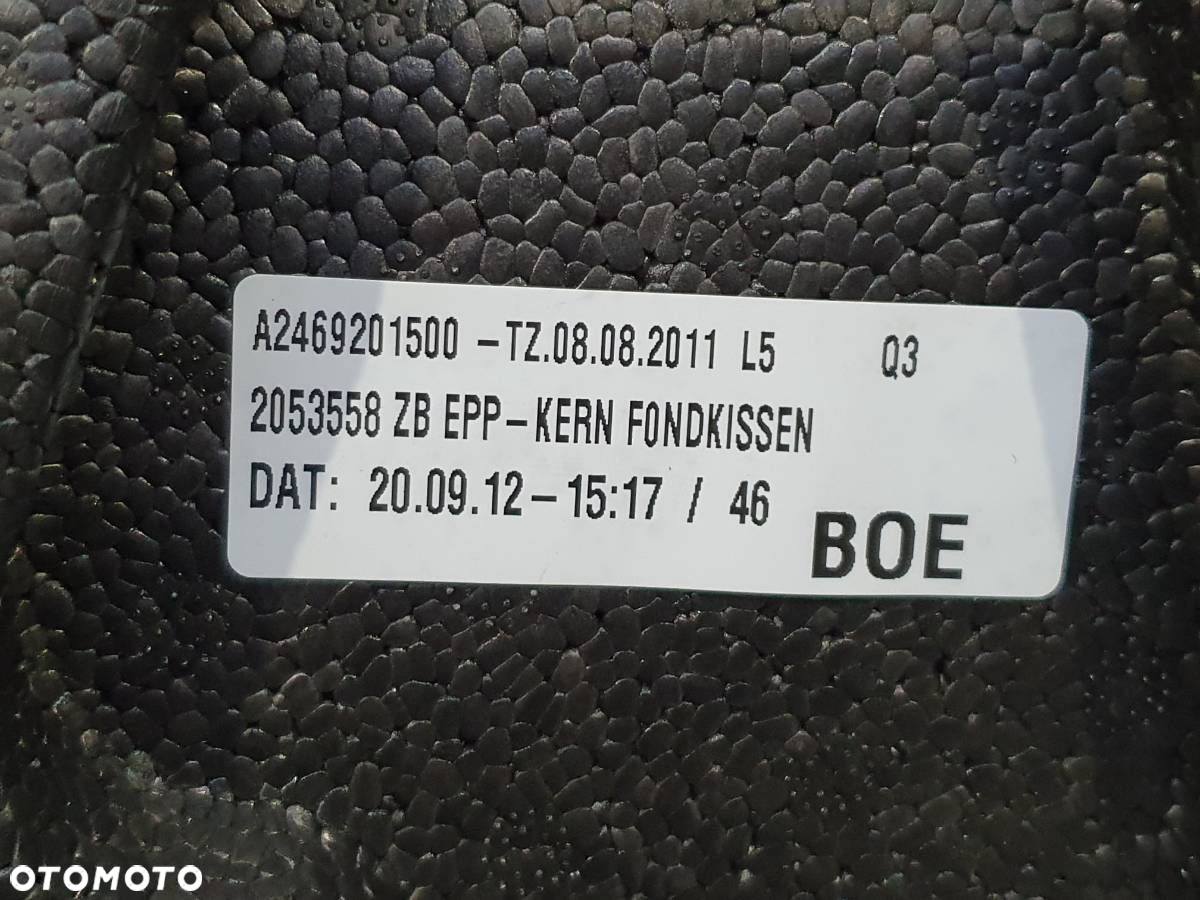 A2469201500 -TZ.08.08.2011 L5 Q3
2053558 ZB EPP-KERN FONDKISSEN
DAT: 20.09.12-15:17 / 46
BOE
OTOMOTO